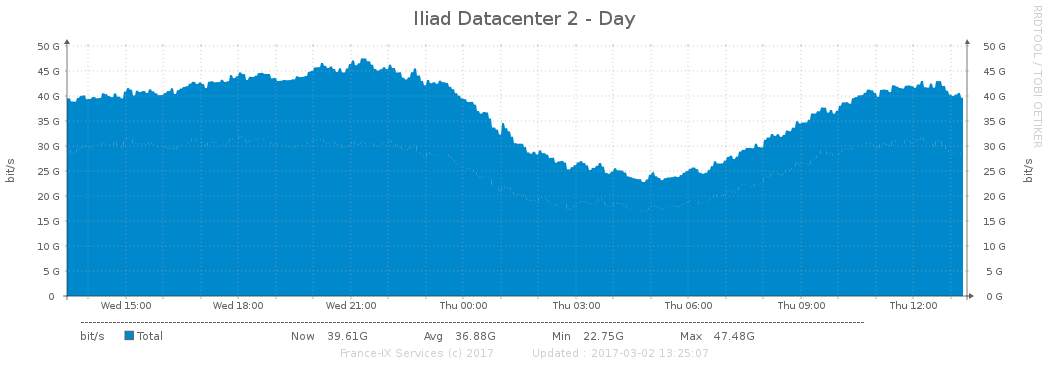 Iliad Datacenter 2 - Day
RRDTOOL / TOBI OETIKER
50 G 50 G
45 G 45 G
40 G 40 G
35 G 35 G
30 G 30 G
25 G 25 G
20 G 20 G
15 G 15 G
10 G 10 G
5 G 5 G
0 0 G
bit/s bit/s
Wed 15:00 Wed 18:00 Wed 21:00 Thu 00:00 Thu 03:00 Thu 06:00 Thu 09:00 Thu 12:00
bit/s Total Now 39.61G Avg 36.88G Min 22.75G Max 47.48G
France-IX Services (c) 2017 Updated : 2017-03-02 13:25:07